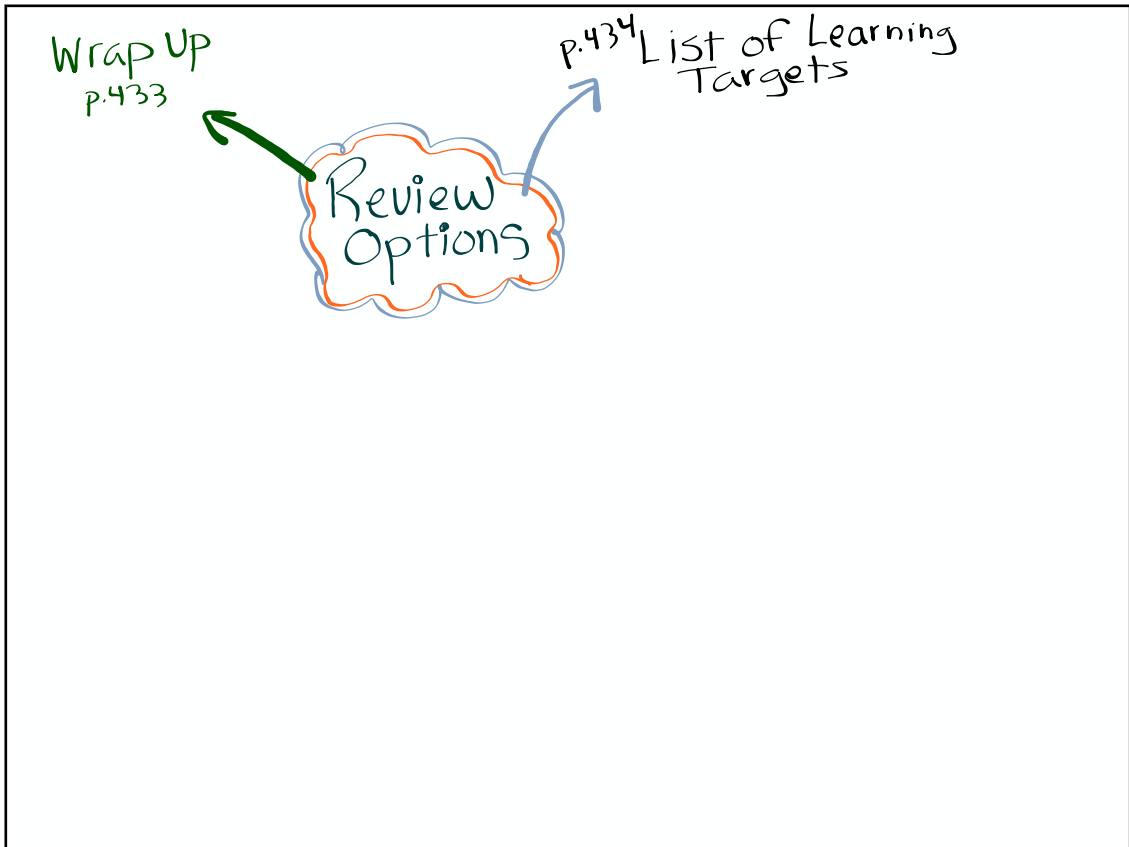 Wrap Up
p.433
p.434 List of Learning
Targets
Review
Options